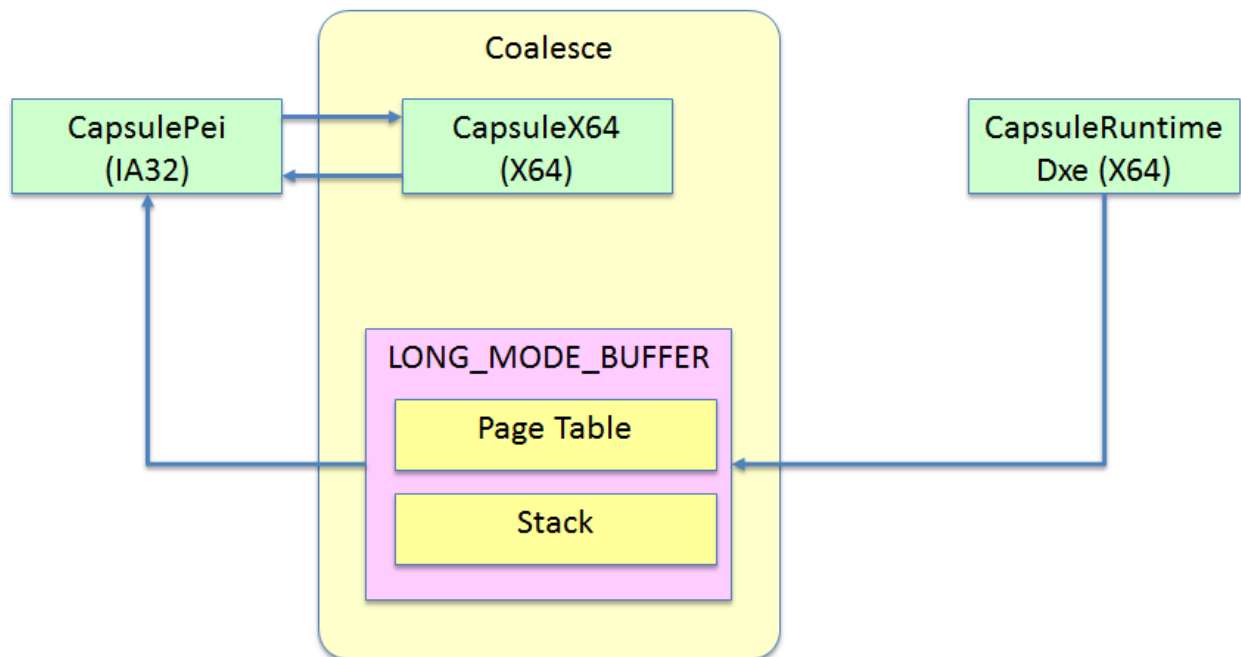 Coalesce
CapsulePei
(IA32)
CapsuleX64
(X64)
CapsuleRuntime
Dxe (X64)
LONG_MODE_BUFFER
Page Table
Stack